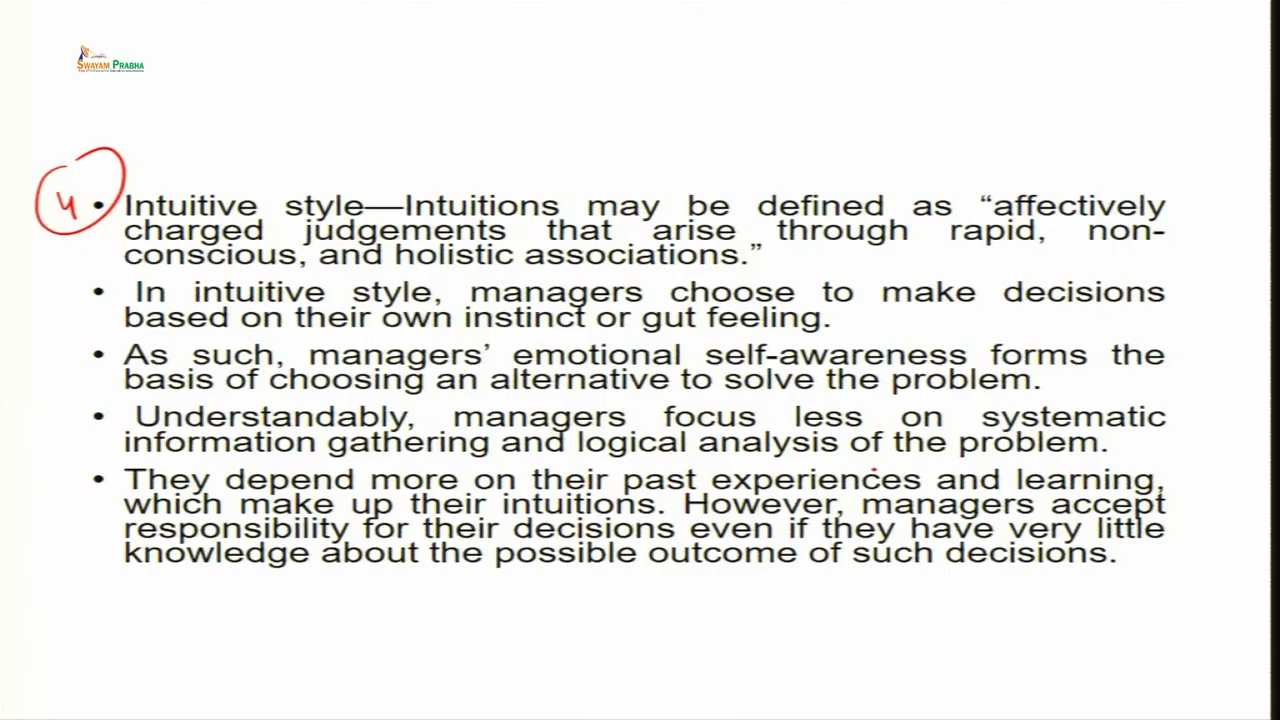 SWAYAM PRABHA
4
• Intuitive style—Intuitions may be defined as “affectively
charged judgements that arise through rapid, non-
conscious, and holistic associations.”
• In intuitive style, managers choose to make decisions
based on their own instinct or gut feeling.
• As such, managers’ emotional self-awareness forms the
basis of choosing an alternative to solve the problem.
• Understandably, managers focus less on systematic
information gathering and logical analysis of the problem.
• They depend more on their past experiences and learning,
which make up their intuitions. However, managers accept
responsibility for their decisions even if they have very little
knowledge about the possible outcome of such decisions.